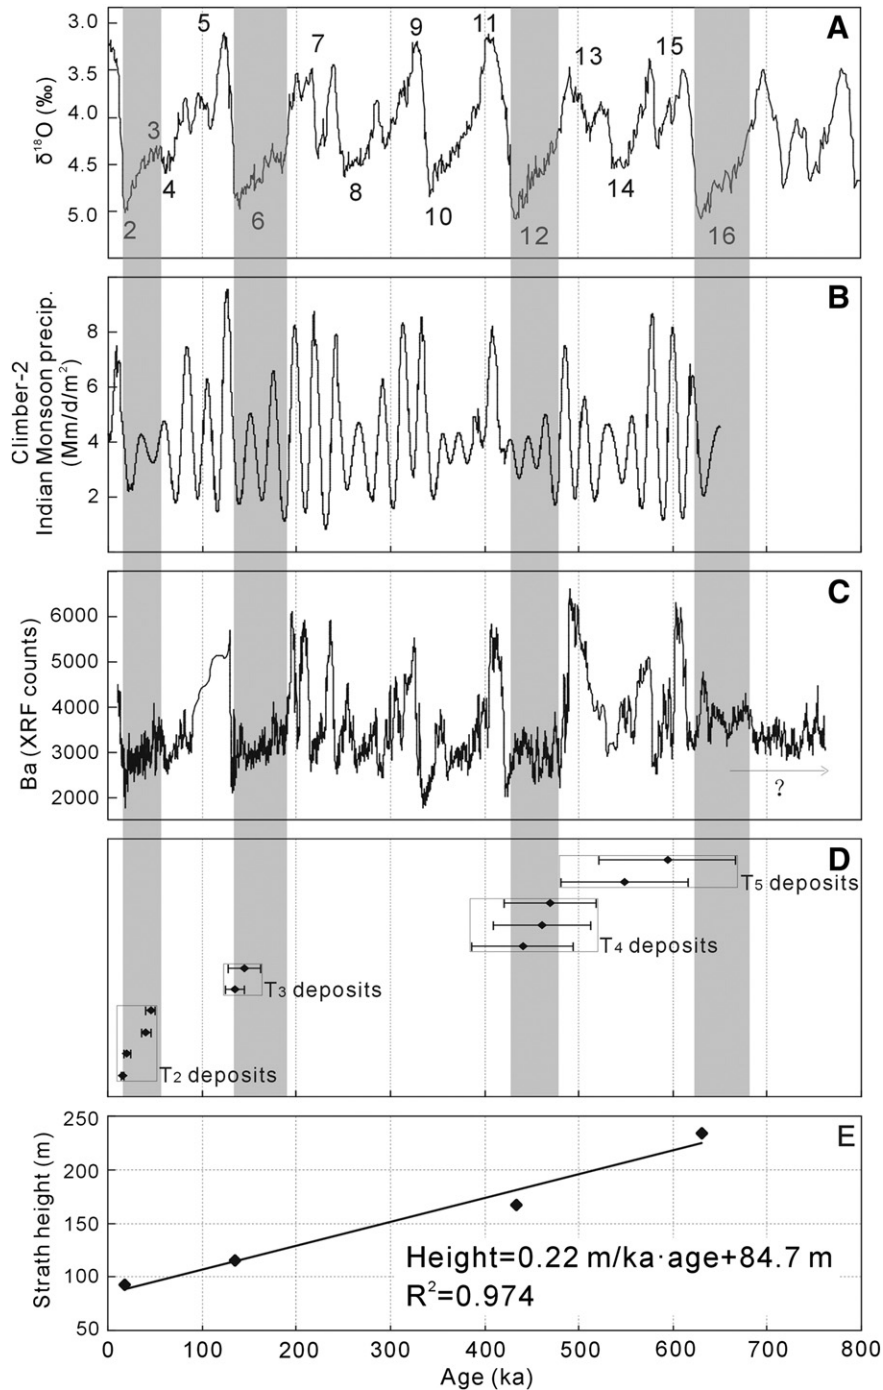 A
3.0
3.5
4.0
4.5
5.0
δ18O (‰)
5
7
9
11
13
15
3
4
2
6
8
10
12
14
16
B
8
6
4
2
Climber-2
Indian Monsoon precip.
(Mm/d/m²)
C
6000
5000
4000
3000
2000
Ba (XRF counts)
?
D
T5 deposits
T4 deposits
T3 deposits
T2 deposits
E
250
200
150
100
50
Strath height (m)
Height=0.22 m/ka·age+84.7 m
R²=0.974
0 100 200 300 400 500 600 700 800
Age (ka)